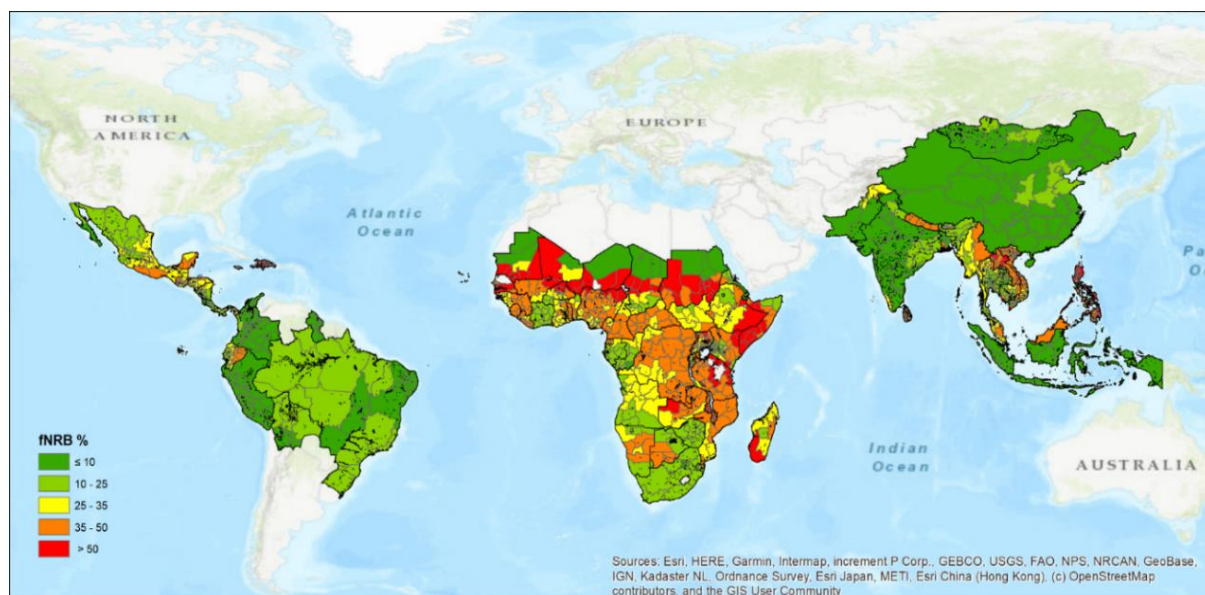 NORTH
AMERICA
EUROPE
Atlantic
Ocean
Pa
O
Indian
Ocean
AUSTRALIA
fNRB %
≤ 10
10 - 25
25 - 35
35 - 50
> 50
Sources: Esri, HERE, Garmin, Intermap, increment P Corp., GEBCO, USGS, FAO, NPS, NRCAN, GeoBase,
IGN, Kadaster NL, Ordnance Survey, Esri Japan, METI, Esri China (Hong Kong), (c) OpenStreetMap
contributors, and the GIS User Community